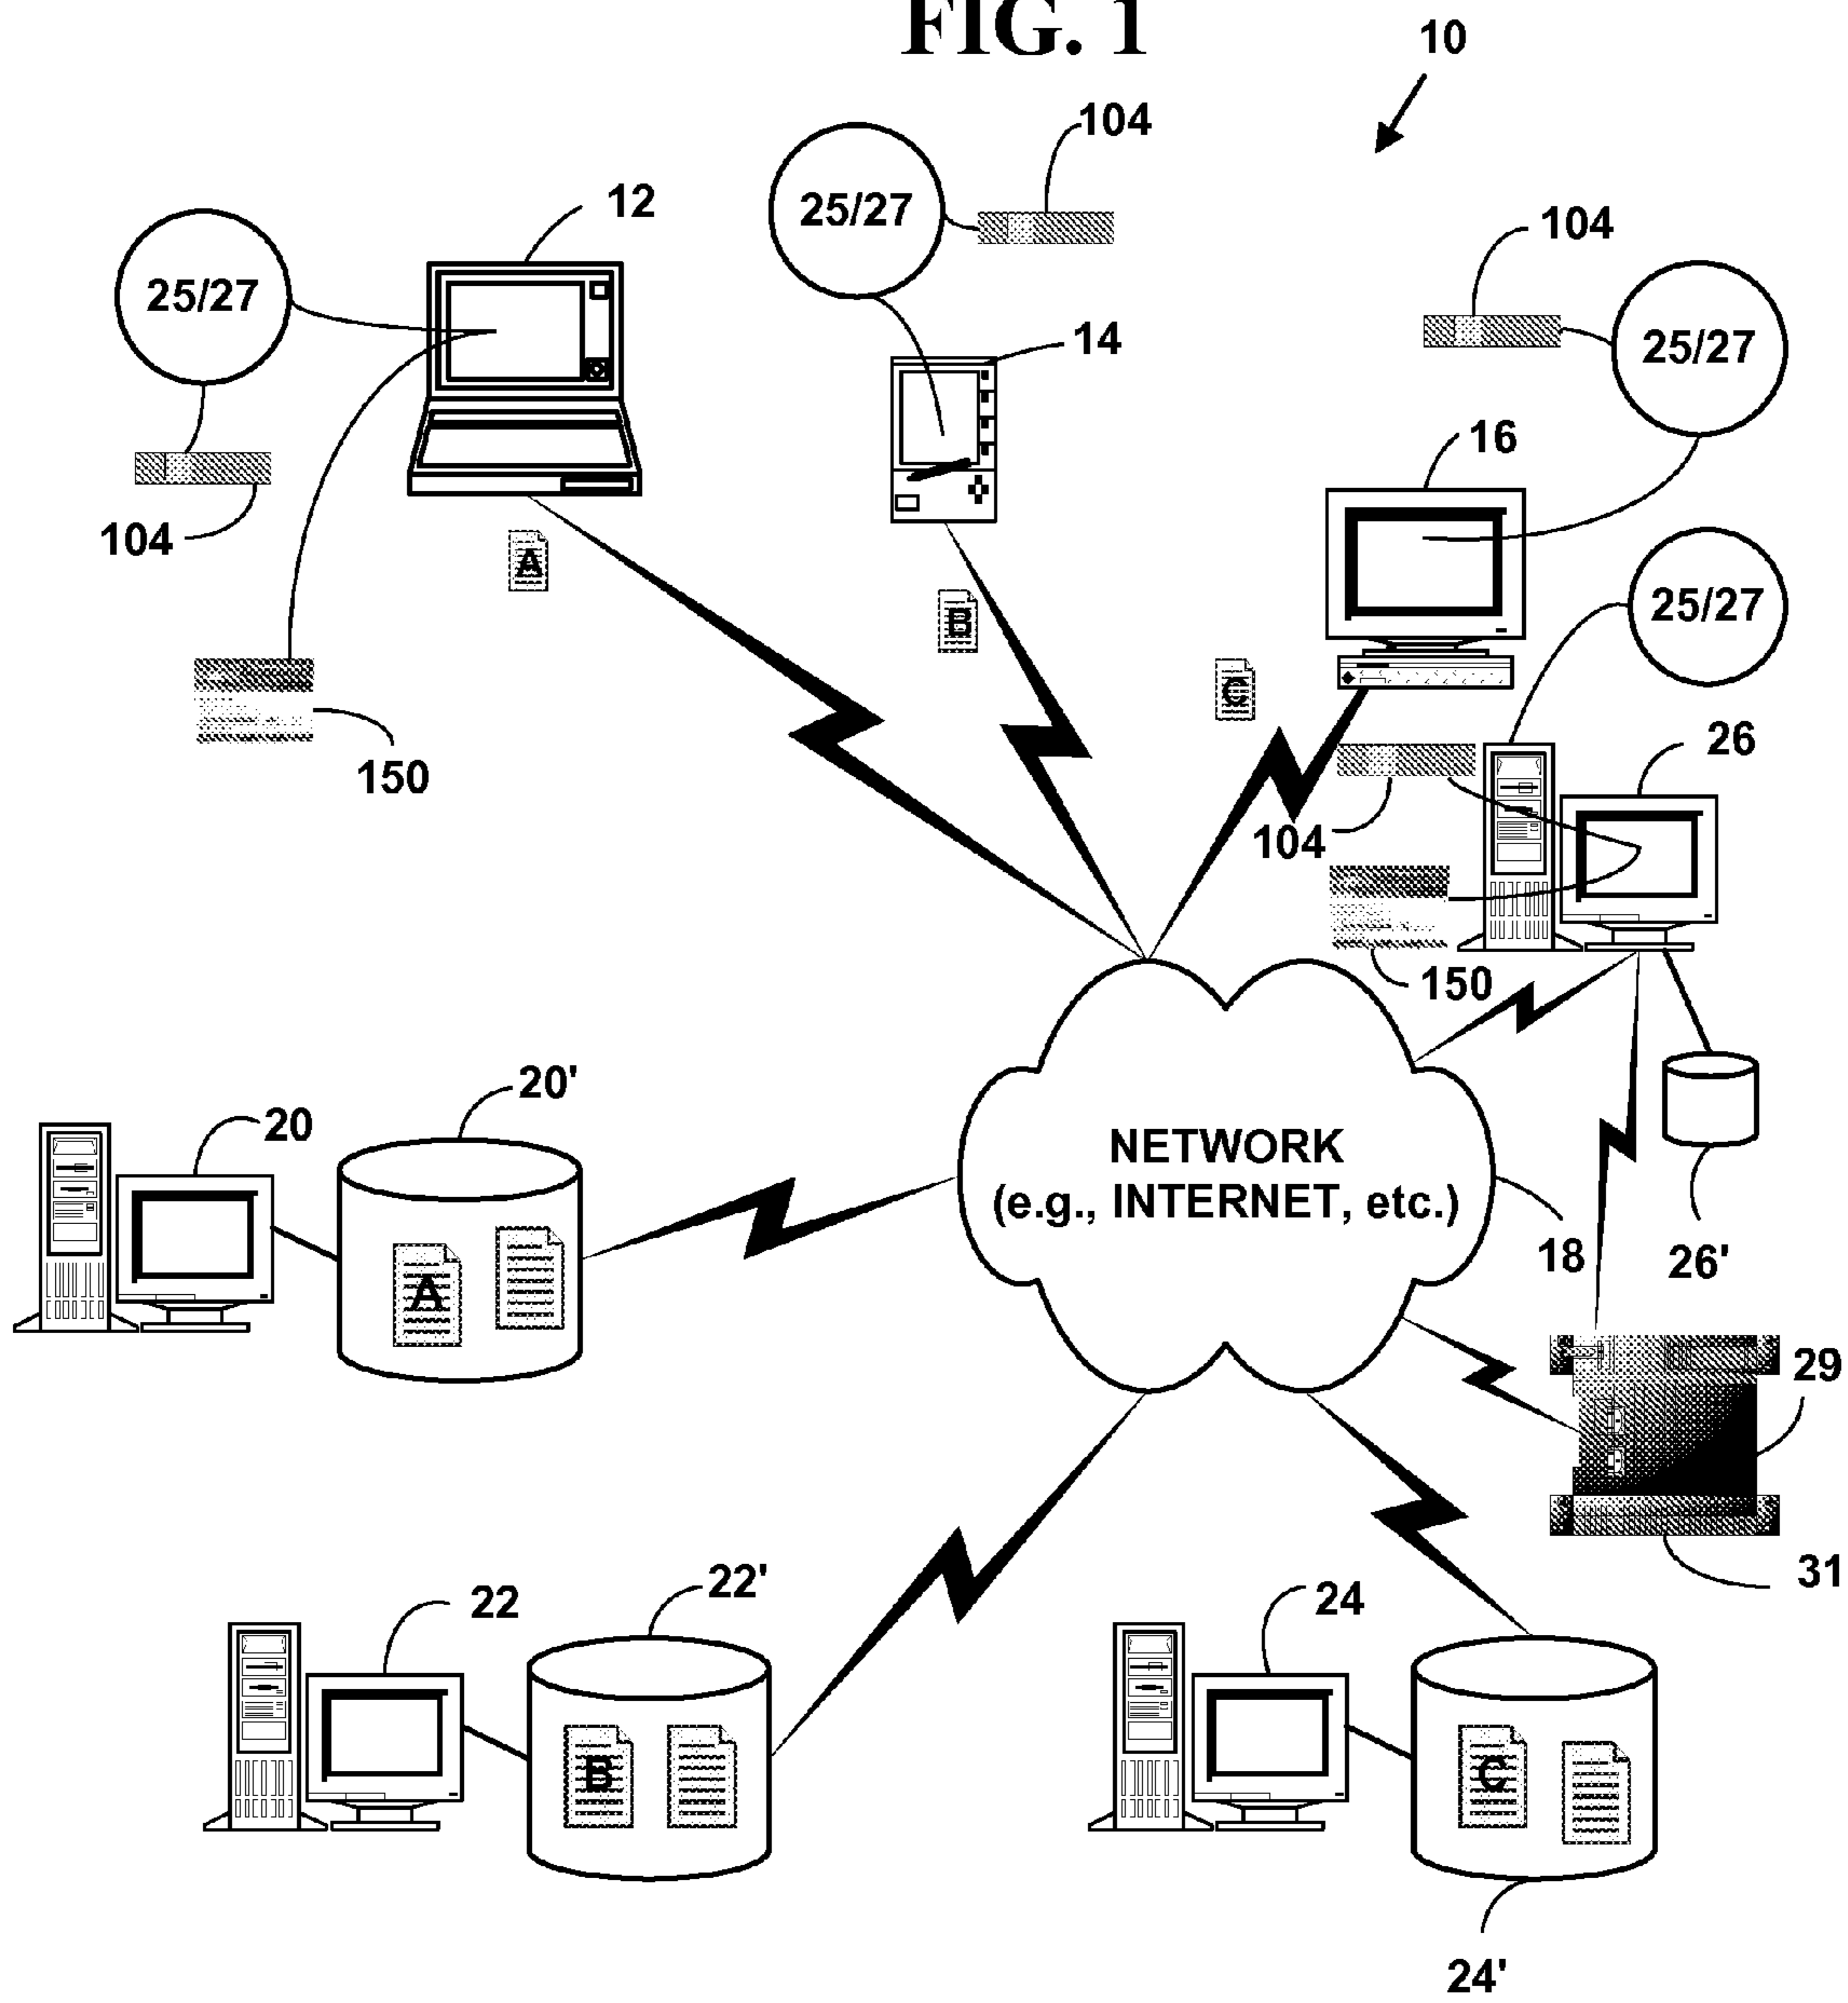 FIG. 1
10
104
12
25/27
104
25/27
14
25/27
16
104
A
25/27
B
C
26
150
104
150
20'
20
NETWORK
(e.g., INTERNET, etc.)
18
26'
A
29
31
22'
22
24
B
C
24'